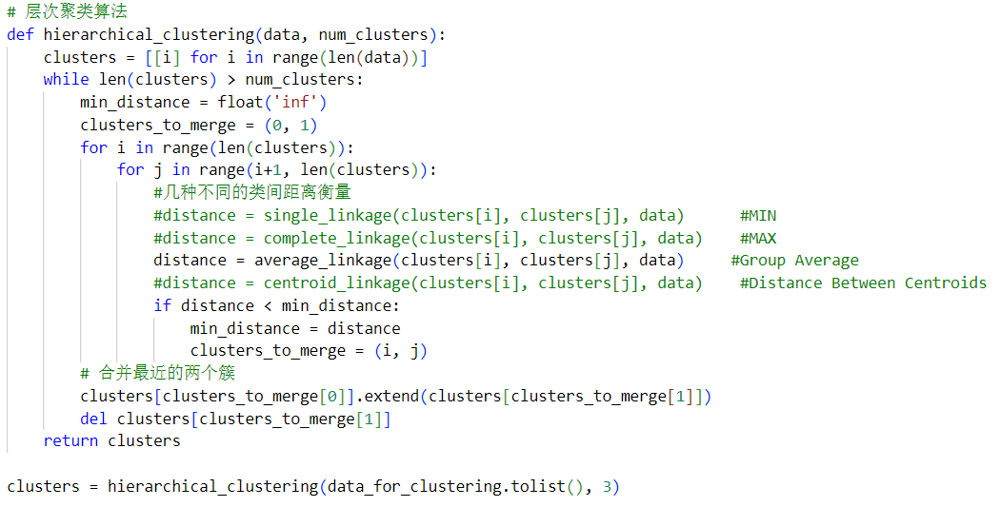 # 层次聚类算法
def hierarchical_clustering(data, num_clusters):
    clusters = [[i] for i in range(len(data))]
    while len(clusters) > num_clusters:
        min_distance = float('inf')
        clusters_to_merge = (0, 1)
        for i in range(len(clusters)):
            for j in range(i+1, len(clusters)):
                #几种不同的类间距离衡量
                #distance = single_linkage(clusters[i], clusters[j], data)      #MIN
                #distance = complete_linkage(clusters[i], clusters[j], data)    #MAX
                distance = average_linkage(clusters[i], clusters[j], data)     #Group Average
                #distance = centroid_linkage(clusters[i], clusters[j], data)    #Distance Between Centroids
                if distance < min_distance:
                    min_distance = distance
                    clusters_to_merge = (i, j)
        # 合并最近的两个簇
        clusters[clusters_to_merge[0]].extend(clusters[clusters_to_merge[1]])
        del clusters[clusters_to_merge[1]]
    return clusters
clusters = hierarchical_clustering(data_for_clustering.tolist(), 3)